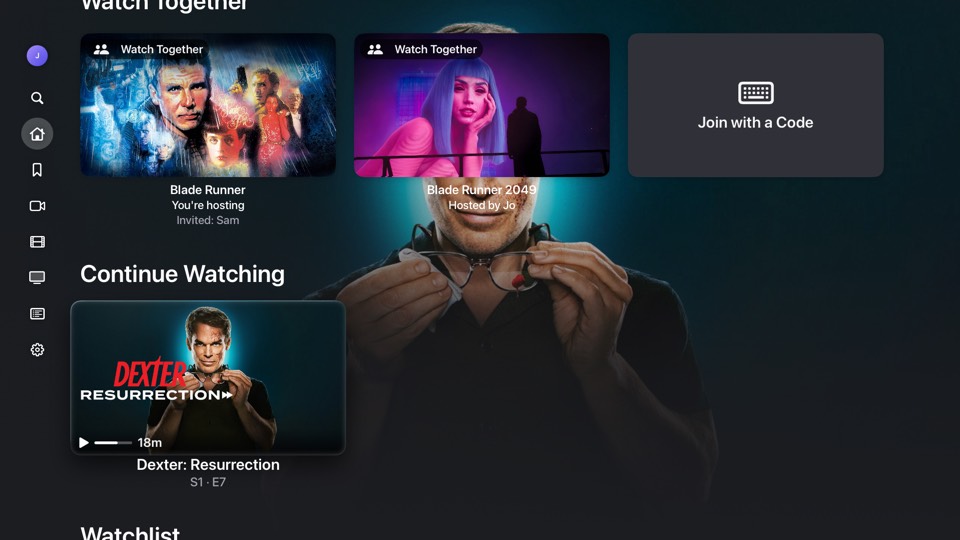 Watch Together
J
Watch Together
Watch Together
Join with a Code
Blade Runner
You're hosting
Invited: Sam
Blade Runner 2049
Hosted by Jo
Continue Watching
DEXTER
RESURRECTION
18m
Dexter: Resurrection
S1 · E7
Watchlist